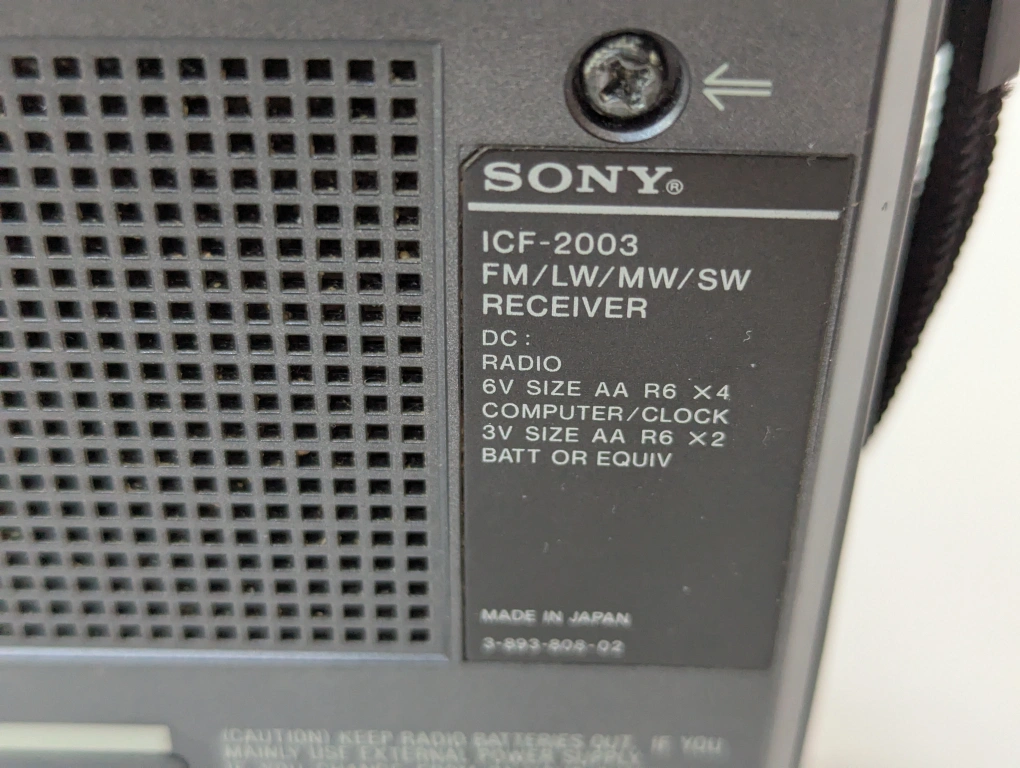 SONY®
ICF-2003
FM/LW/MW/SW
RECEIVER
DC:
RADIO
6V SIZE AA R6 ×4
COMPUTER/CLOCK
3V SIZE AA R6 ×2
BATT OR EQUIV
MADE IN JAPAN
3-893-808-02
(CAUTION) KEEP RADIO BATTERIES OUT, IF YOU
MAINLY USE EXTERNAL POWER SUPPLY